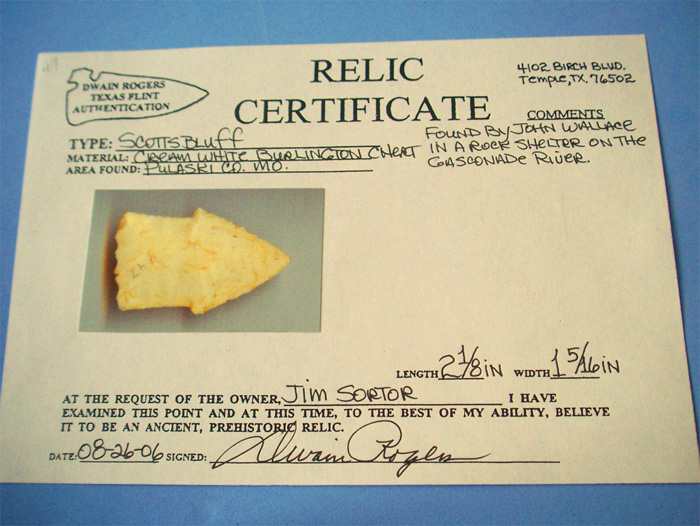 DWAIN ROGERS
TEXAS FLINT
AUTHENTICATION
RELIC
CERTIFICATE
4102 BIRCH BLVD.
Temple, TX. 76502
COMMENTS
FOUND BY JOHN WALLACE
IN A ROCK SHELTER ON THE
GASCONADE RIVER.
TYPE: SCOTTSBLUFF
MATERIAL: CREAM WHITE BURLINGTON CHERT
AREA FOUND: PULASKI CO. MO.
LENGTH 2 1/8 IN WIDTH 1 5/16 IN
AT THE REQUEST OF THE OWNER, JIM SORTOR I HAVE
EXAMINED THIS POINT AND AT THIS TIME, TO THE BEST OF MY ABILITY, BELIEVE
IT TO BE AN ANCIENT, PREHISTORIC RELIC.
DATE: 08-26-06 SIGNED: Dwain Rogers